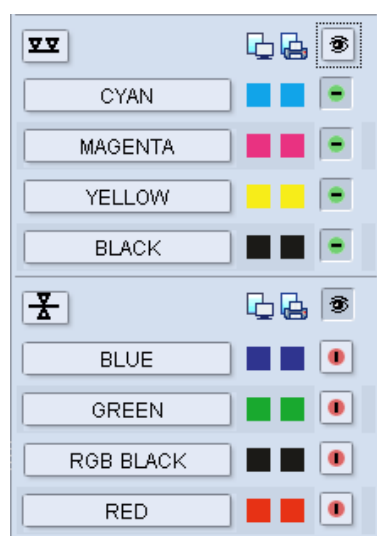 CYAN
MAGENTA
YELLOW
BLACK
BLUE
GREEN
RGB BLACK
RED